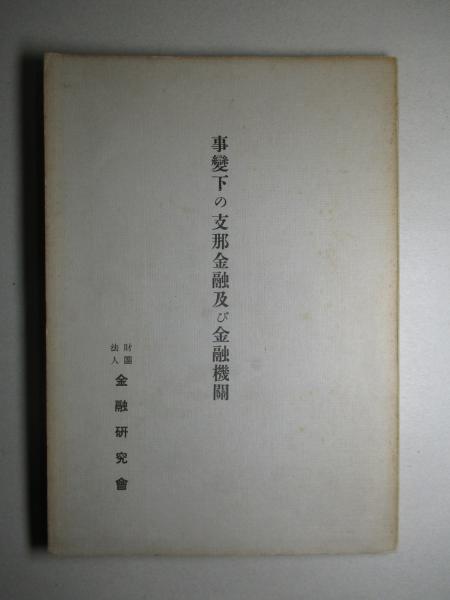 事變下の支那金融及び金融機關
財團
法人
金融研究會